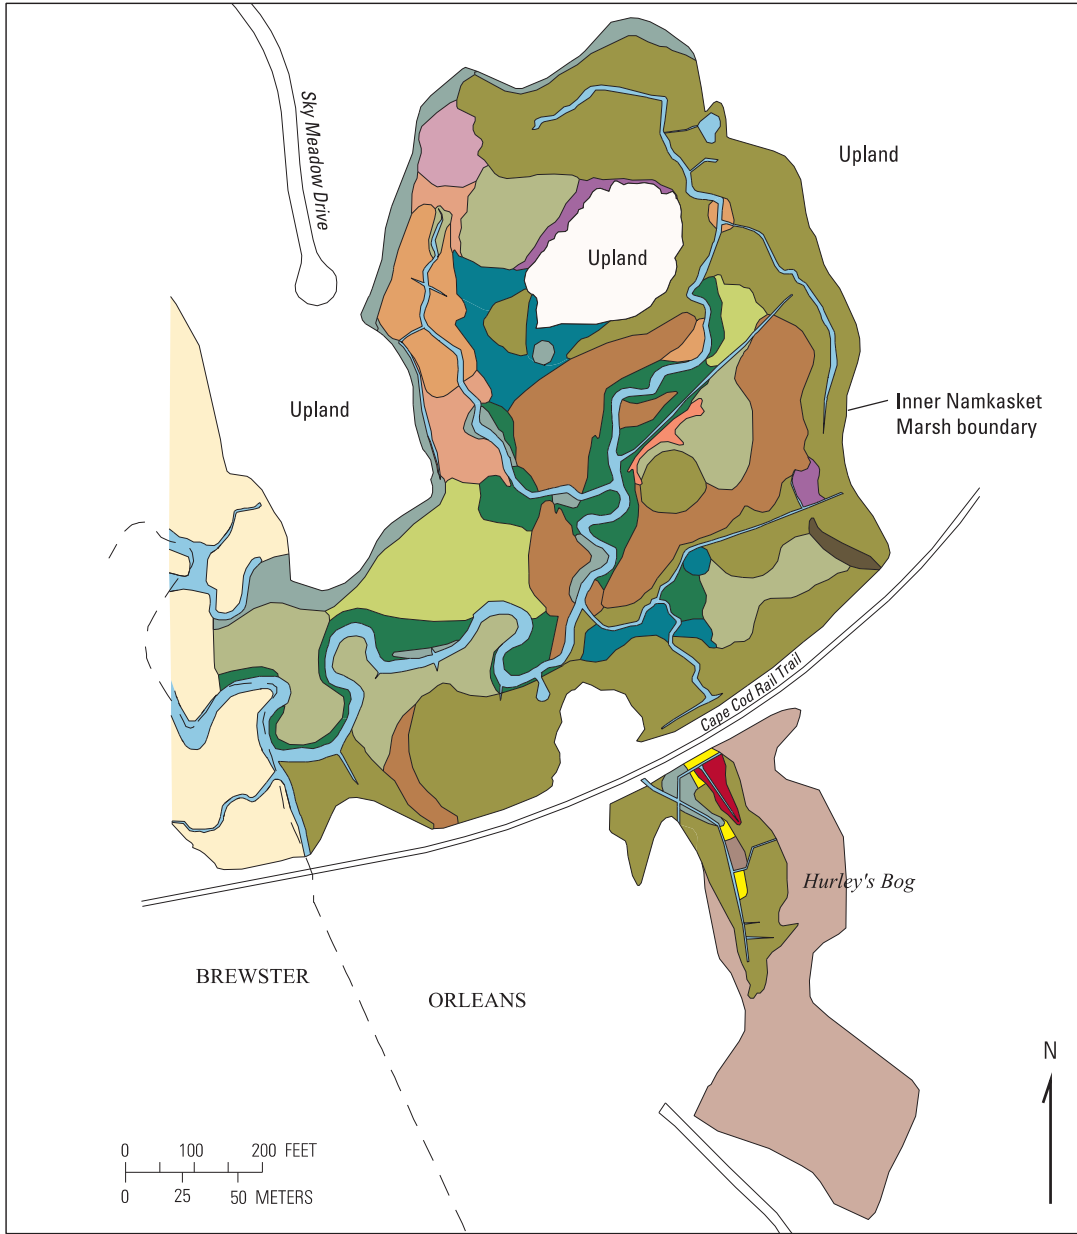 Sky Meadow Drive
Upland
Upland
Upland
Inner Namkasket
Marsh boundary
Cape Cod Rail Trail
Hurley's Bog
BREWSTER
ORLEANS
N
0 100 200 FEET
0 25 50 METERS